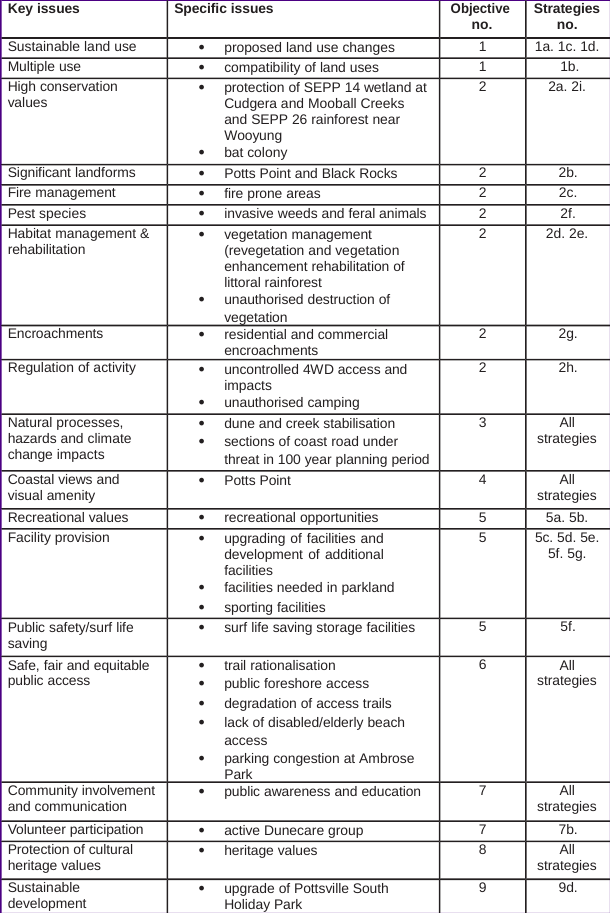 Key issues Specific issues Objective no. Strategies no.
Sustainable land use • proposed land use changes 1 1a. 1c. 1d.
Multiple use • compatibility of land uses 1 1b.
High conservation values
• protection of SEPP 14 wetland at
Cudgera and Mooball Creeks
and SEPP 26 rainforest near
Wooyung
• bat colony
2 2a. 2i.
Significant landforms • Potts Point and Black Rocks 2 2b.
Fire management • fire prone areas 2 2c.
Pest species • invasive weeds and feral animals 2 2f.
Habitat management &
rehabilitation
• vegetation management
(revegetation and vegetation
enhancement rehabilitation of
littoral rainforest
• unauthorised destruction of
vegetation
2 2d. 2e.
Encroachments
• residential and commercial
encroachments
2 2g.
Regulation of activity
• uncontrolled 4WD access and
impacts
• unauthorised camping
2 2h.
Natural processes,
hazards and climate
change impacts
• dune and creek stabilisation
• sections of coast road under
threat in 100 year planning period
3 All
strategies
Coastal views and
visual amenity
• Potts Point
4 All
strategies
Recreational values • recreational opportunities 5 5a. 5b.
Facility provision
• upgrading of facilities and
development of additional
facilities
• facilities needed in parkland
• sporting facilities
5 5c. 5d. 5e.
5f. 5g.
Public safety/surf life
saving
• surf life saving storage facilities
5 5f.
Safe, fair and equitable
public access
• trail rationalisation
• public foreshore access
• degradation of access trails
• lack of disabled/elderly beach
access
• parking congestion at Ambrose
Park
6 All
strategies
Community involvement
and communication
• public awareness and education
7 All
strategies
Volunteer participation • active Dunecare group 7 7b.
Protection of cultural
heritage values
• heritage values
8 All
strategies
Sustainable
development
• upgrade of Pottsville South
Holiday Park
9 9d.